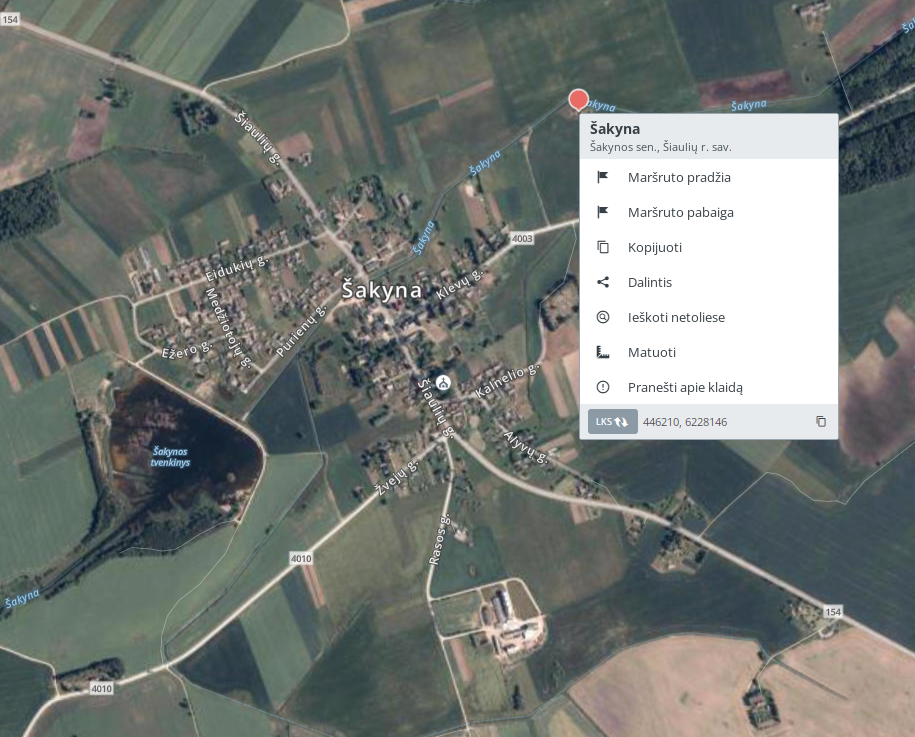 154
Šiaulių g.
Šakyna
Šakyna
Ša
Šakyna
Šakyna
Šakynos sen., Šiaulių r. sav.
Maršruto pradžia
Maršruto pabaiga
Kopijuoti
Dalintis
Ieškoti netoliese
Matuoti
Pranešti apie klaidą
LKS
446210, 6228146
Šakyna
4003
Eidukių g.
Medžiotojų g.
Purienų g.
Ežero g.
Šakyna
Klevų g.
Šiaulių g.
Kalnelio g.
Alyvų g.
Žvejų g.
Šakynos
tvenkinys
Rasos g.
4010
Šakyna
154
4010